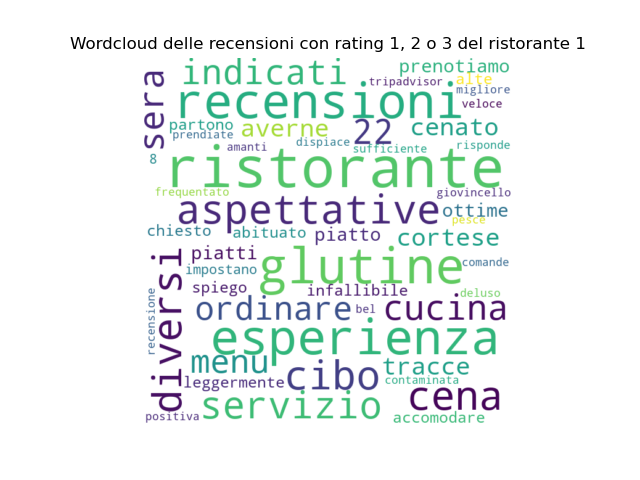 Wordcloud delle recensioni con rating 1, 2 o 3 del ristorante 1
sera
indicati
prenotiamo
tripadvisor
alte
migliore
recensioni
veloce
partono
averne
22
cenato
prendiate
amanti
dispiace
sufficiente
risponde
8
ristorante
frequentato
giovincello
aspettative
ottime
pesce
chiesto
abituato
piatto
cortese
diversi
piatti
impostano
glutine
comande
spiego
infallibile
deluso
recensione
ordinare
bel
cucina
esperienza
menu
cibo
tracce
leggermente
contaminata
cena
positiva
servizio
accomodare